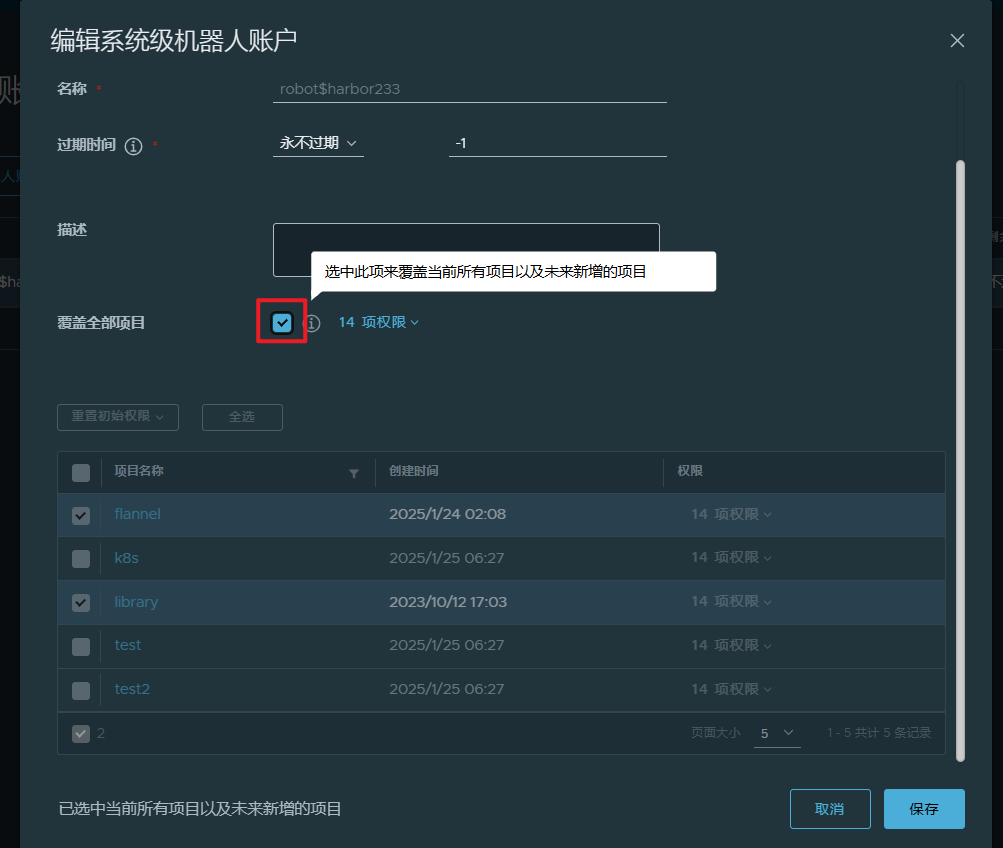 编辑系统级机器人账户
名称 *
robot$harbor233
过期时间 *
永不过期
-1
描述
选中此项来覆盖当前所有项目以及未来新增的项目
覆盖全部项目
14 项权限
重置初始权限
全选
项目名称 创建时间 权限
flannel 2025/1/24 02:08 14 项权限
k8s 2025/1/25 06:27 14 项权限
library 2023/10/12 17:03 14 项权限
test 2025/1/25 06:27 14 项权限
test2 2025/1/25 06:27 14 项权限
2 页面大小 5 1 - 5 共计 5 条记录
已选中当前所有项目以及未来新增的项目
取消
保存